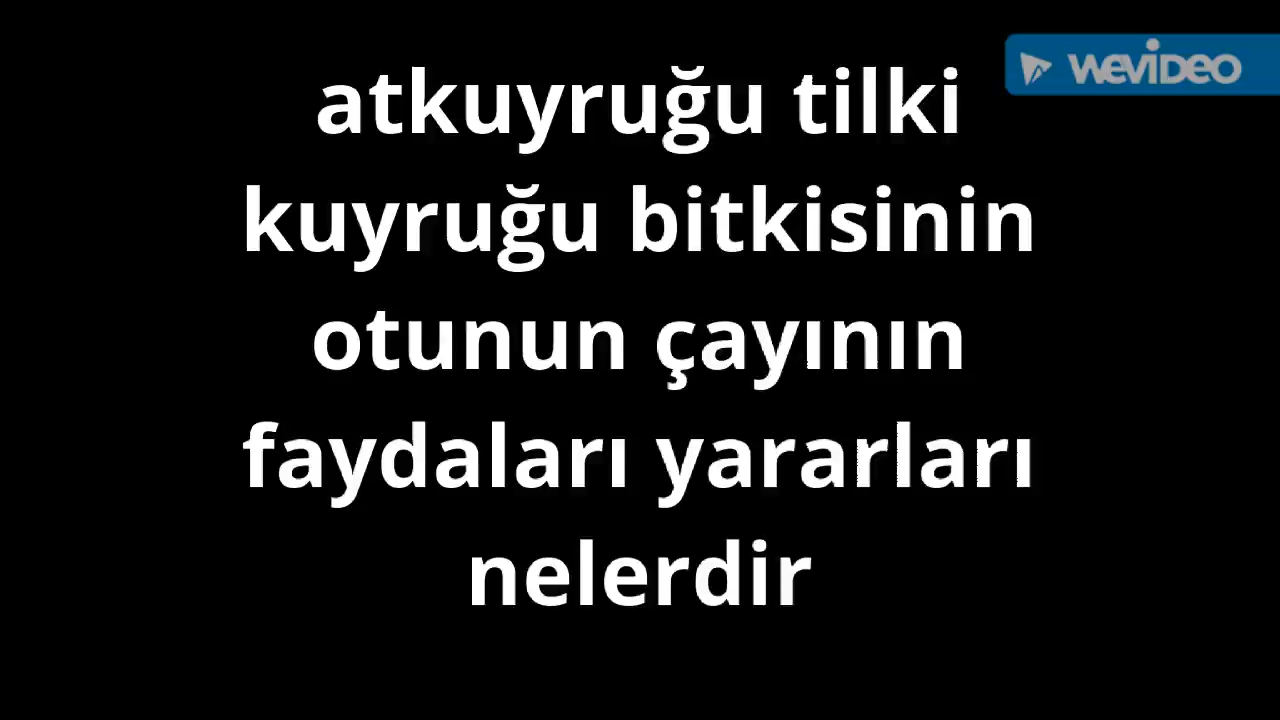 WEVIDEO
atkuyruğu tilki
kuyruğu bitkisinin
otunun çayının
faydaları yararları
nelerdir